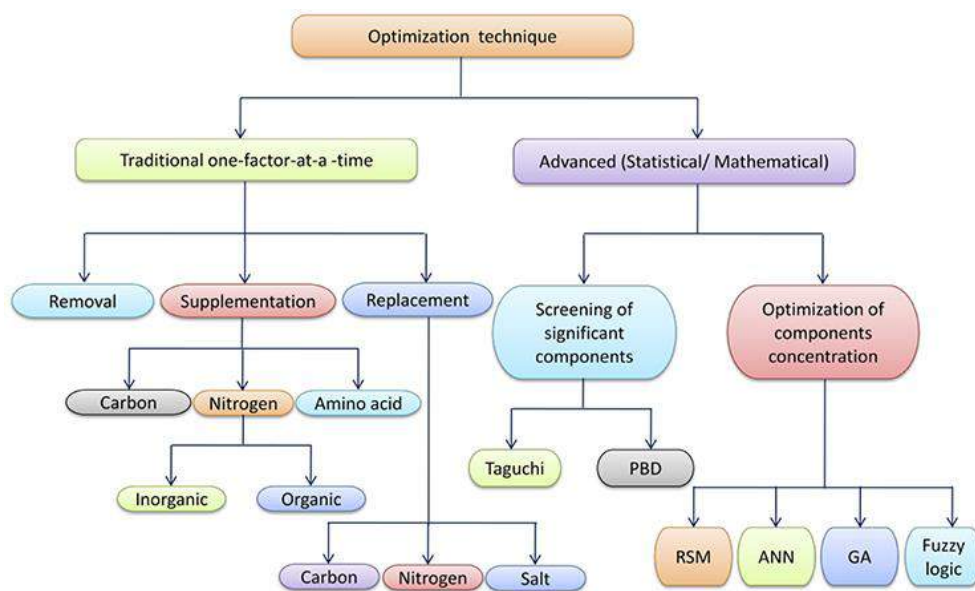 Optimization technique
Traditional one-factor-at-a -time
Advanced (Statistical/ Mathematical)
Removal
Supplementation
Replacement
Screening of
significant
components
Optimization of
components
concentration
Carbon
Nitrogen
Amino acid
Taguchi
PBD
Inorganic
Organic
RSM
ANN
GA
Fuzzy
logic
Carbon
Nitrogen
Salt